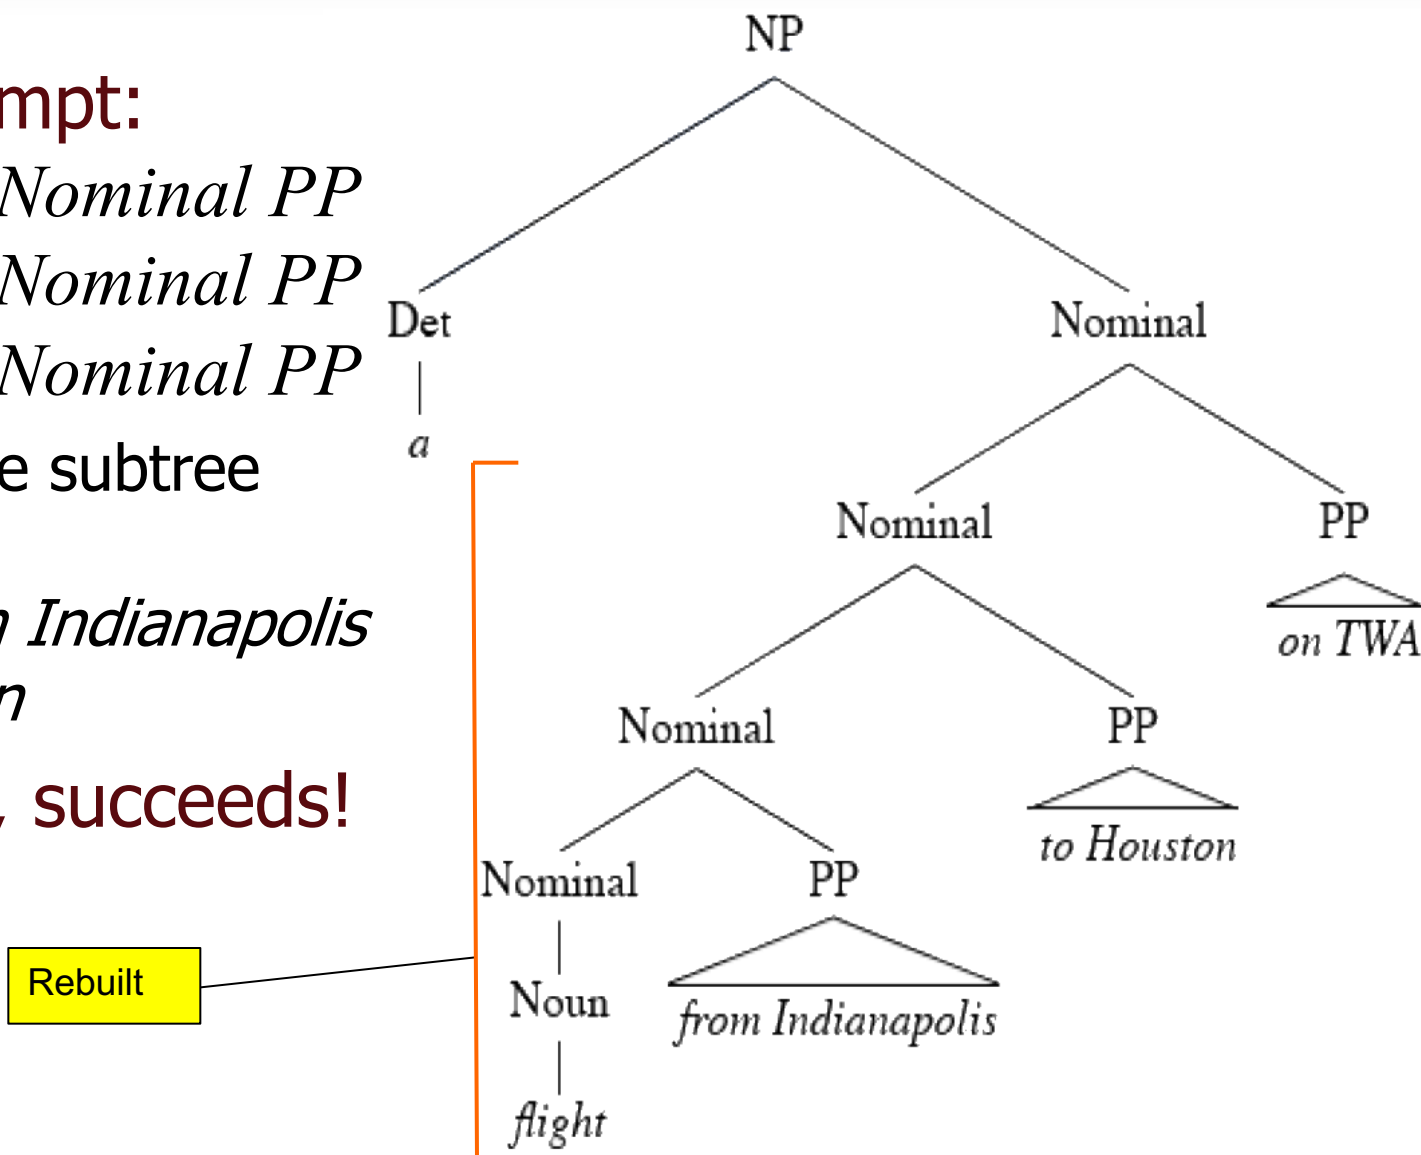 mpt:
Nominal PP
Nominal PP
Nominal PP
e subtree
n Indianapolis
n
, succeeds!
Rebuilt
NP
Det Nominal
a
Nominal PP
on TWA
Nominal PP
to Houston
Nominal PP
Noun from Indianapolis
flight